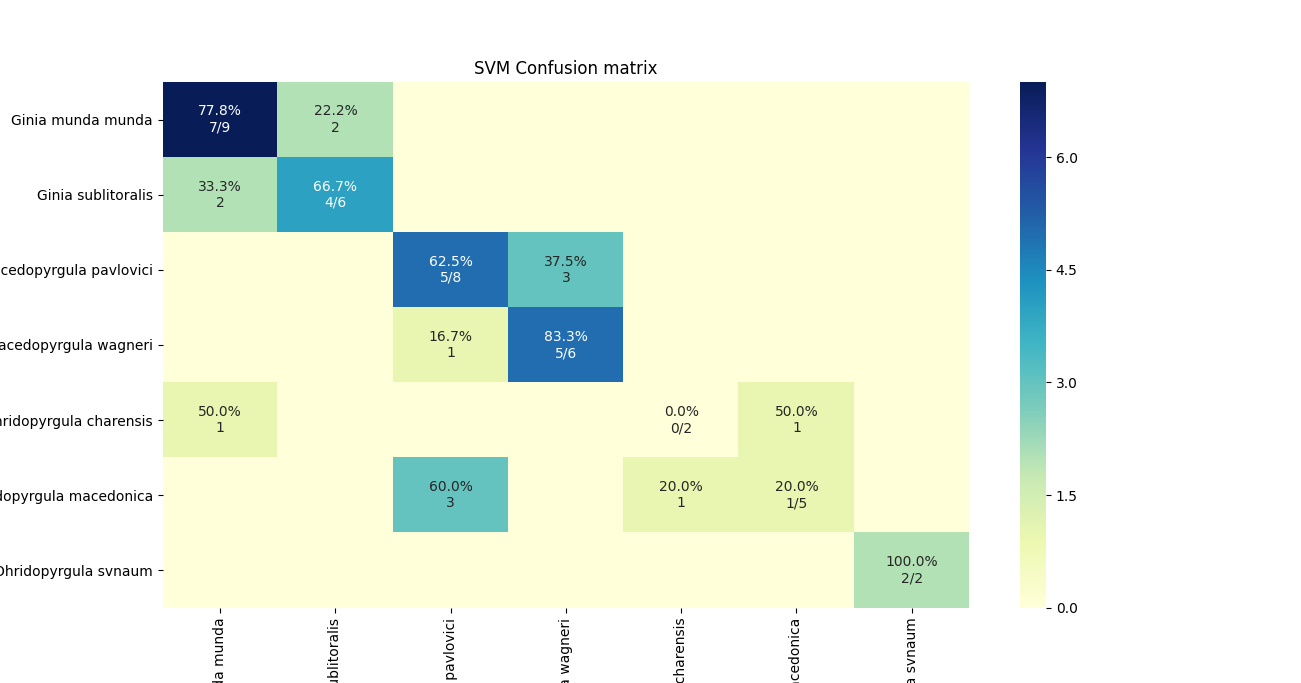 SVM Confusion matrix
Ginia munda munda
77.8%
7/9
22.2%
2
Ginia sublitoralis
33.3%
2
66.7%
4/6
cedopyrgula pavlovici
62.5%
5/8
37.5%
3
acedopyrgula wagneri
16.7%
1
83.3%
5/6
hridopyrgula charensis
50.0%
1
0.0%
0/2
50.0%
1
dopyrgula macedonica
60.0%
3
20.0%
1
20.0%
1/5
Ohridopyrgula svnaum
100.0%
2/2
da munda
ublitoralis
pavlovici
a wagneri
charensis
acedonica
a svnaum
6.0
4.5
3.0
1.5
0.0